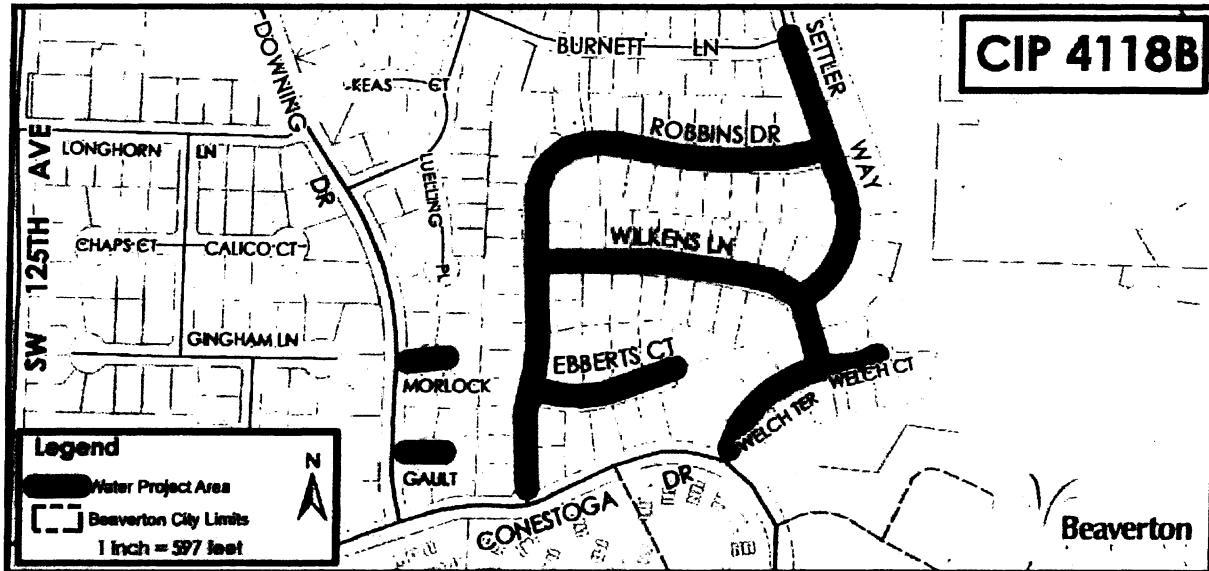 CIP 4118B
DOWNING
DR
BURNETT LN
SETTLER
WAY
KEAS CT
ROBBINS DR
LONGHORN LN
LUELLING
PL
SW 125TH AVE
CHAPS CT
CALICO CT
WILKENS LN
GINGHAM LN
EBBERTS CT
MORLOCK
WELCH CT
WELCH TER
GAULT
CONESTOGA
DR
Legend
Water Project Area
Beaverton City Limits
1 inch = 597 feet
N
Beaverton